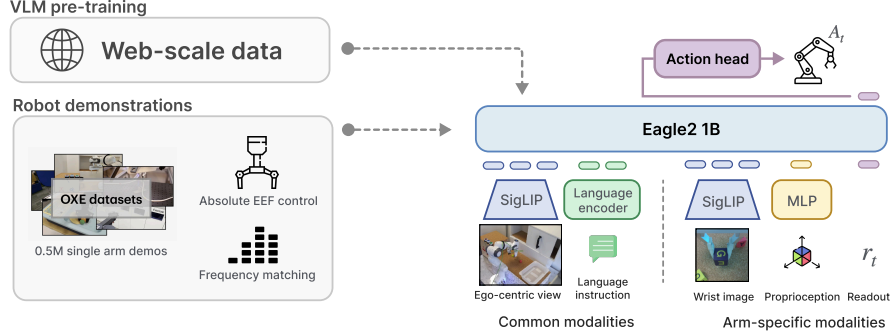 VLM pre-training
Web-scale data
Robot demonstrations
OXE datasets
0.5M single arm demos
Absolute EEF control
Frequency matching
Action head
A_t
Eagle2 1B
SigLIP
Language
encoder
SigLIP
MLP
r_t
Ego-centric view
Language
instruction
Wrist image
Proprioception
Readout
Common modalities
Arm-specific modalities